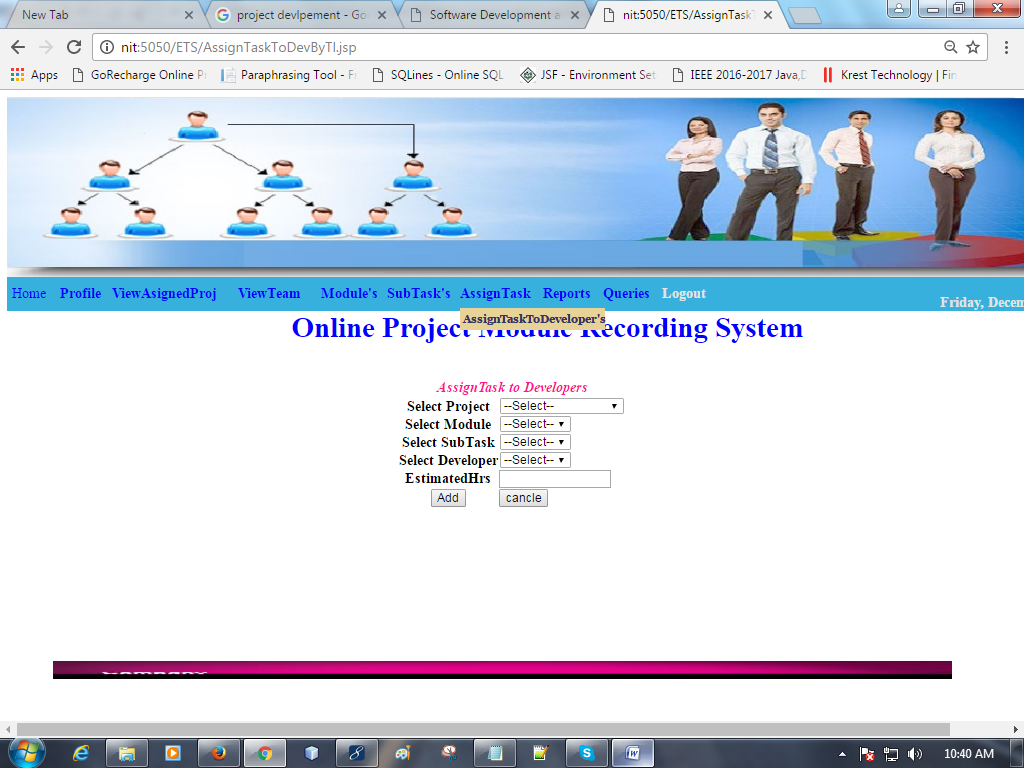 New Tab
project devlpement - Go
Software Development a
nit:5050/ETS/AssignTask
nit:5050/ETS/AssignTaskToDevByTl.jsp
Apps
GoRecharge Online P
Paraphrasing Tool - F
SQLines - Online SQL
JSF - Environment Set
IEEE 2016-2017 Java,D
Krest Technology | Fin
Home Profile ViewAsignedProj ViewTeam Module's SubTask's AssignTask Reports Queries Logout
Friday, Decem
AssignTaskToDeveloper's
Online Project Module Recording System
AssignTask to Developers
Select Project --Select--
Select Module --Select--
Select SubTask --Select--
Select Developer --Select--
EstimatedHrs
Add cancle
10:40 AM